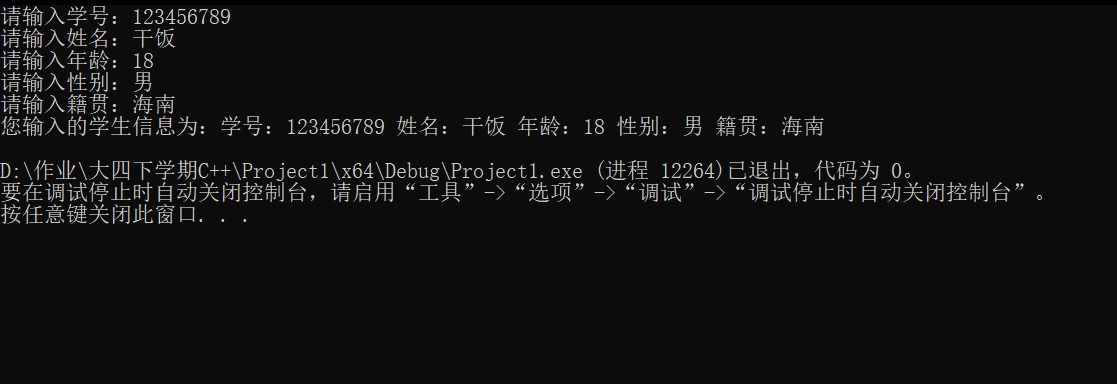 请输入学号：123456789
请输入姓名：干饭
请输入年龄：18
请输入性别：男
请输入籍贯：海南
您输入的学生信息为：学号：123456789 姓名：干饭 年龄：18 性别：男 籍贯：海南
D:\作业\大四下学期C++\Project1\x64\Debug\Project1.exe (进程 12264)已退出，代码为 0。
要在调试停止时自动关闭控制台，请启用“工具”->“选项”->“调试”->“调试停止时自动关闭控制台”。
按任意键关闭此窗口. . .